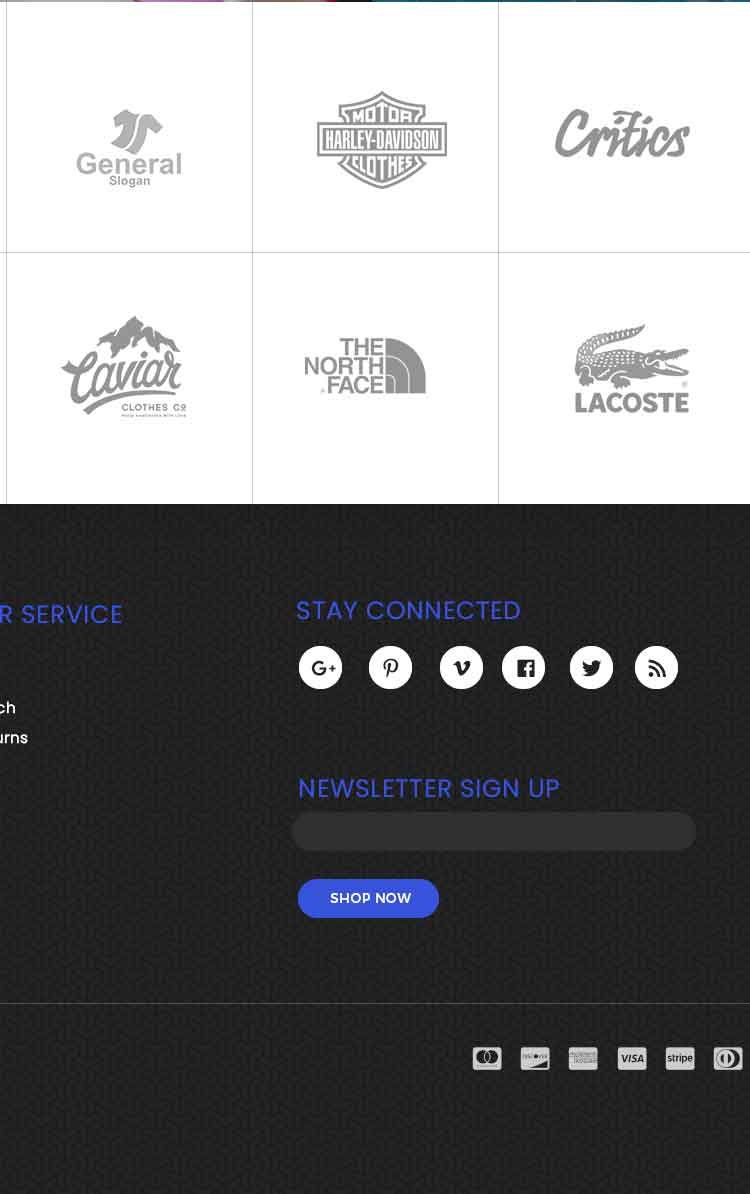 General
Slogan
MOTOR
HARLEY-DAVIDSON
CLOTHES
Critics
Caviar
CLOTHES Co
THE
NORTH
FACE
LACOSTE
R SERVICE
STAY CONNECTED
G+
ch
urns
NEWSLETTER SIGN UP
SHOP NOW
DISCOVER
VISA
stripe